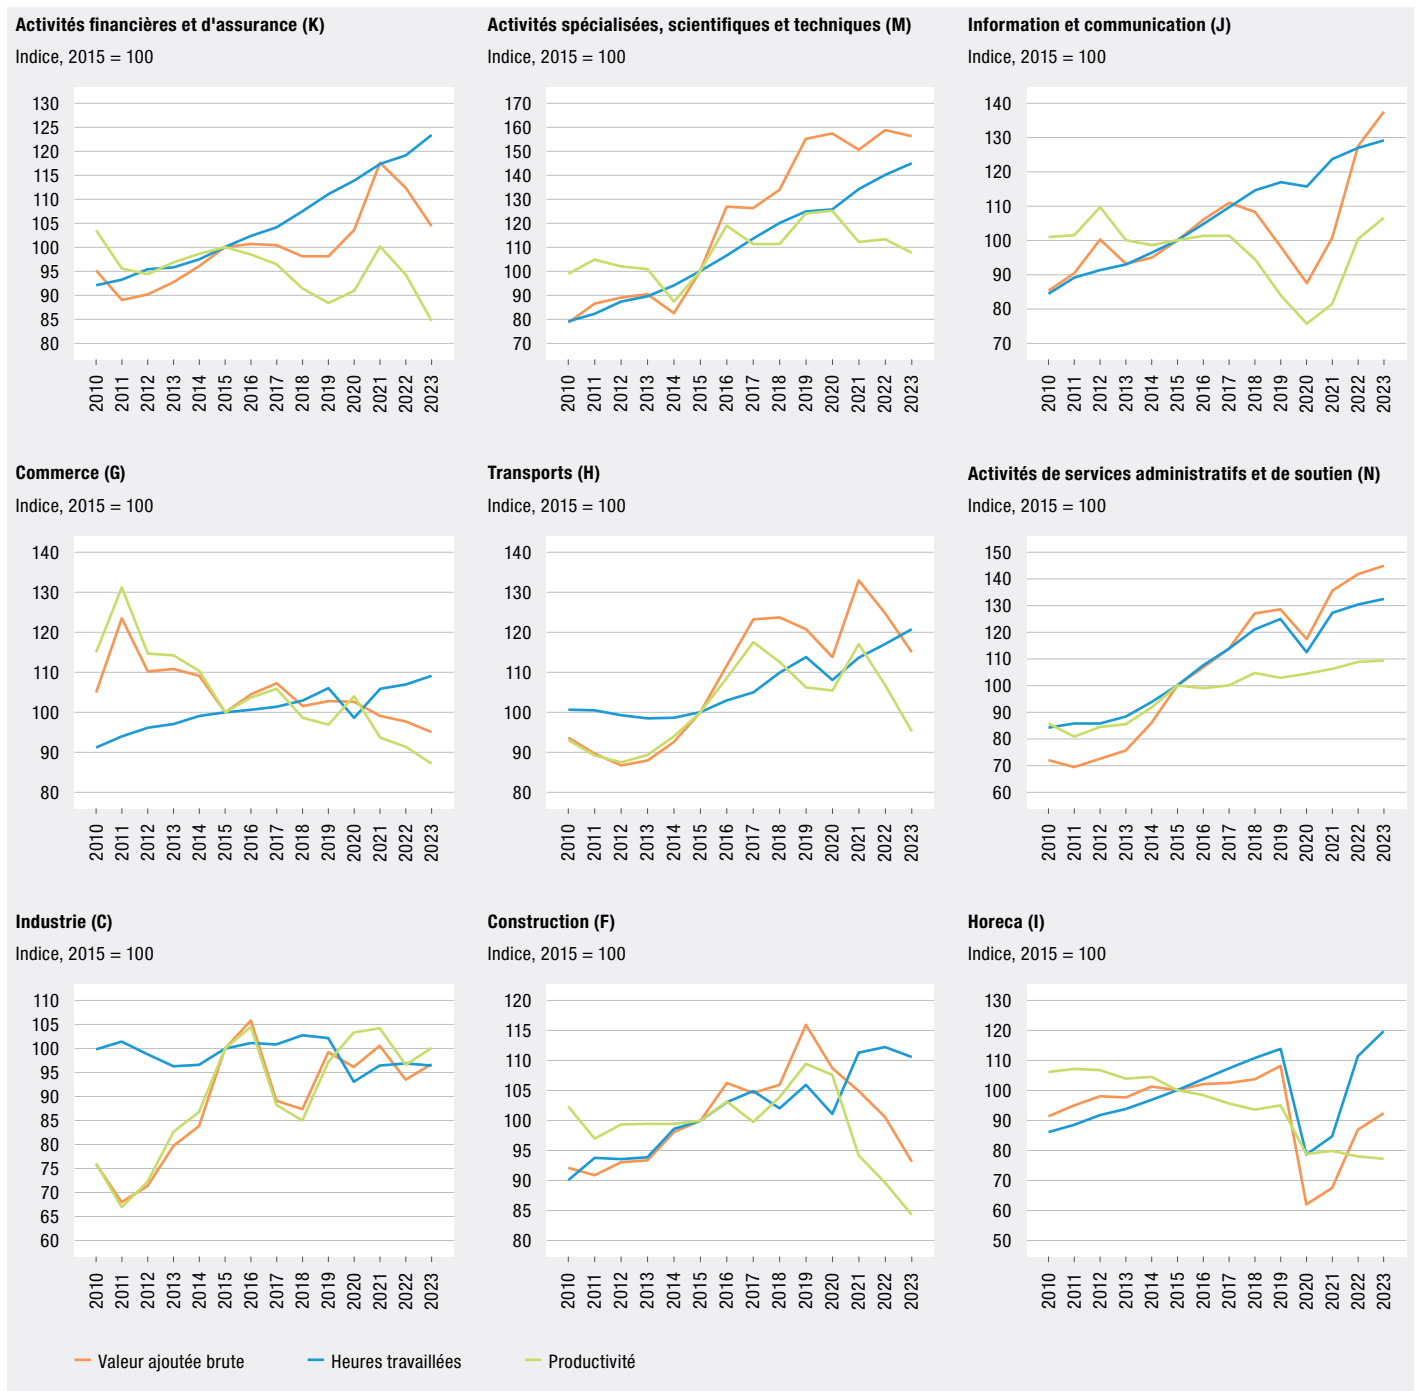 Activités financières et d'assurance (K)
Indice, 2015 = 100
130
125
120
115
110
105
100
95
90
85
80
2010 2011 2012 2013 2014 2015 2016 2017 2018 2019 2020 2021 2022 2023
Activités spécialisées, scientifiques et techniques (M)
Indice, 2015 = 100
170
160
150
140
130
120
110
100
90
80
70
2010 2011 2012 2013 2014 2015 2016 2017 2018 2019 2020 2021 2022 2023
Information et communication (J)
Indice, 2015 = 100
140
130
120
110
100
90
80
70
2010 2011 2012 2013 2014 2015 2016 2017 2018 2019 2020 2021 2022 2023
Commerce (G)
Indice, 2015 = 100
140
130
120
110
100
90
80
2010 2011 2012 2013 2014 2015 2016 2017 2018 2019 2020 2021 2022 2023
Transports (H)
Indice, 2015 = 100
140
130
120
110
100
90
80
2010 2011 2012 2013 2014 2015 2016 2017 2018 2019 2020 2021 2022 2023
Activités de services administratifs et de soutien (N)
Indice, 2015 = 100
150
140
130
120
110
100
90
80
70
60
2010 2011 2012 2013 2014 2015 2016 2017 2018 2019 2020 2021 2022 2023
Industrie (C)
Indice, 2015 = 100
110
105
100
95
90
85
80
75
70
65
60
2010 2011 2012 2013 2014 2015 2016 2017 2018 2019 2020 2021 2022 2023
Construction (F)
Indice, 2015 = 100
120
115
110
105
100
95
90
85
80
2010 2011 2012 2013 2014 2015 2016 2017 2018 2019 2020 2021 2022 2023
Horeca (I)
Indice, 2015 = 100
130
120
110
100
90
80
70
60
50
2010 2011 2012 2013 2014 2015 2016 2017 2018 2019 2020 2021 2022 2023
Valeur ajoutée brute Heures travaillées Productivité